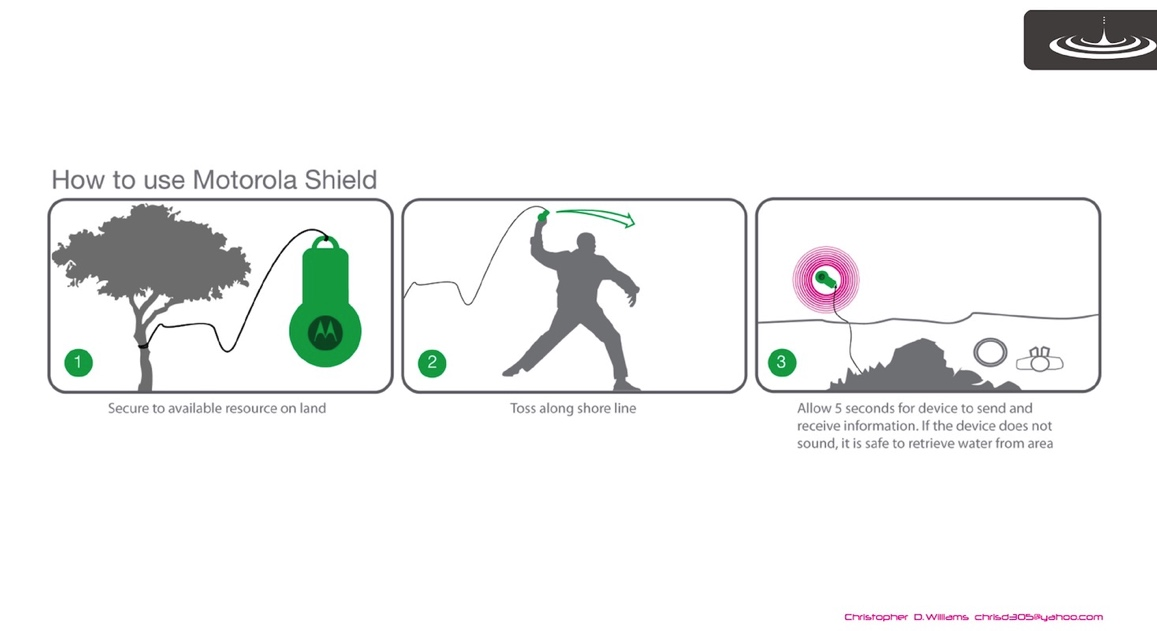 How to use Motorola Shield
1
2
3
Secure to available resource on land
Toss along shore line
Allow 5 seconds for device to send and
receive information. If the device does not
sound, it is safe to retrieve water from area
Christopher D. Williams chrisd305@yahoo.com